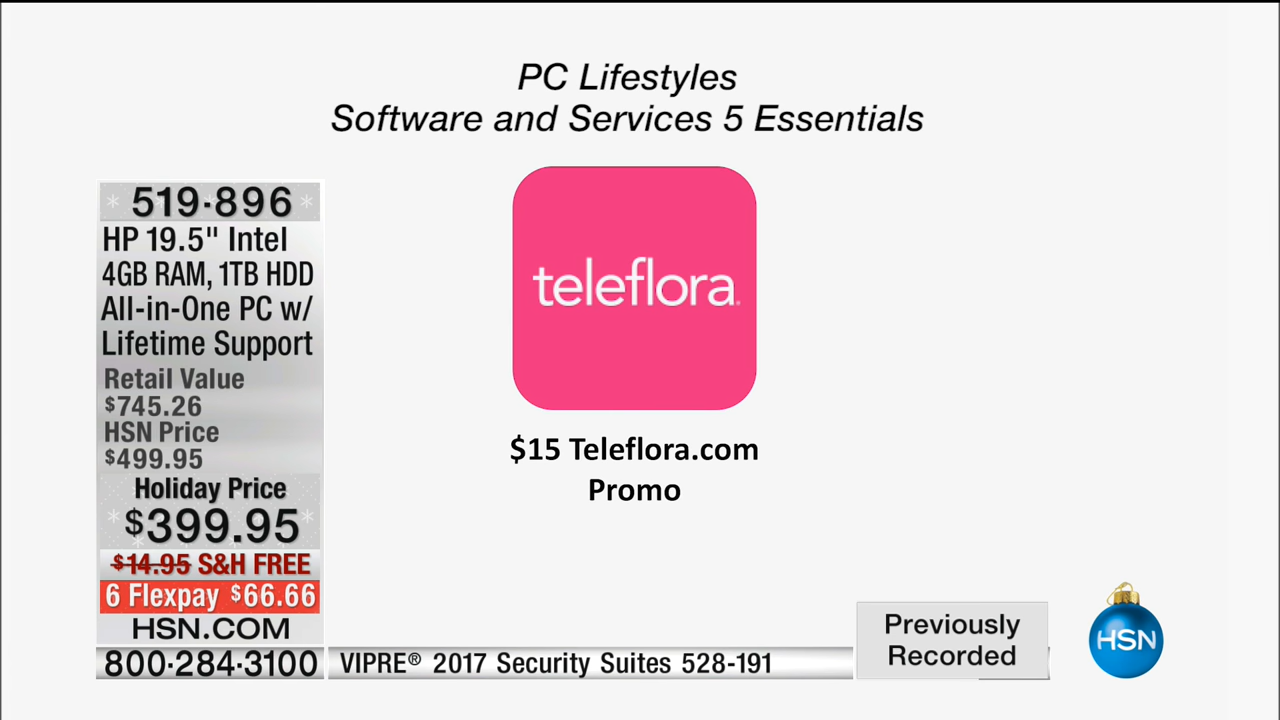 PC Lifestyles
Software and Services 5 Essentials
teleflora.
$15 Teleflora.com
Promo
519·896
HP 19.5" Intel
4GB RAM, 1TB HDD
All-in-One PC w/
Lifetime Support
Retail Value
$745.26
HSN Price
$499.95
Holiday Price
$399.95
$14.95 S&H FREE
6 Flexpay $66.66
HSN.COM
800·284·3100
VIPRE® 2017 Security Suites 528-191
Previously
Recorded
HSN